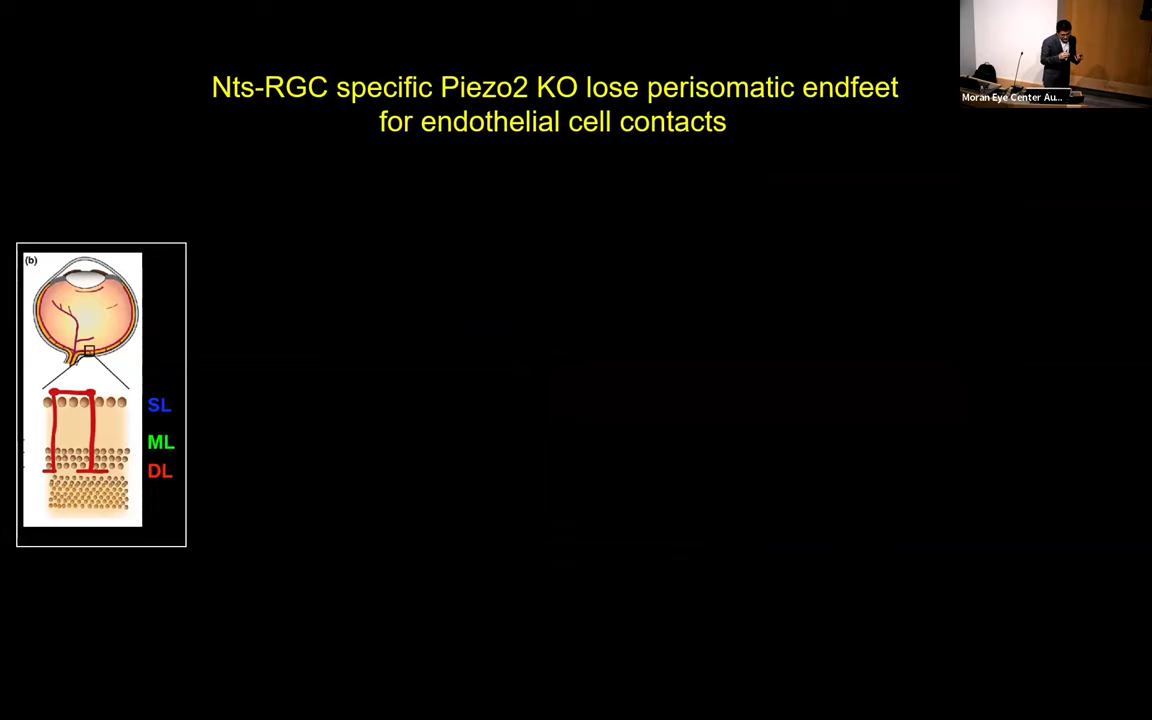 Nts-RGC specific Piezo2 KO lose perisomatic endfeet
for endothelial cell contacts
Moran Eye Center Au...
(b)
SL
ML
DL